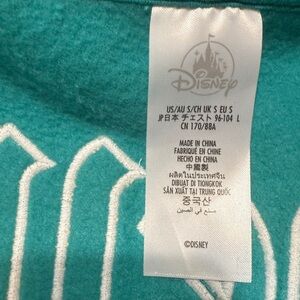 Disney
US/AU S/CH UK S EU S
JP日本 チェスト 96-104 L
CN 170/88A
MADE IN CHINA
FABRIQUÉ EN CHINE
HECHO EN CHINA
中國製
ผลิตในประเทศจีน
DIBUAT DI TIONGKOK
SẢN XUẤT TẠI TRUNG QUỐC
중국산
صنع في الصين
©DISNEY